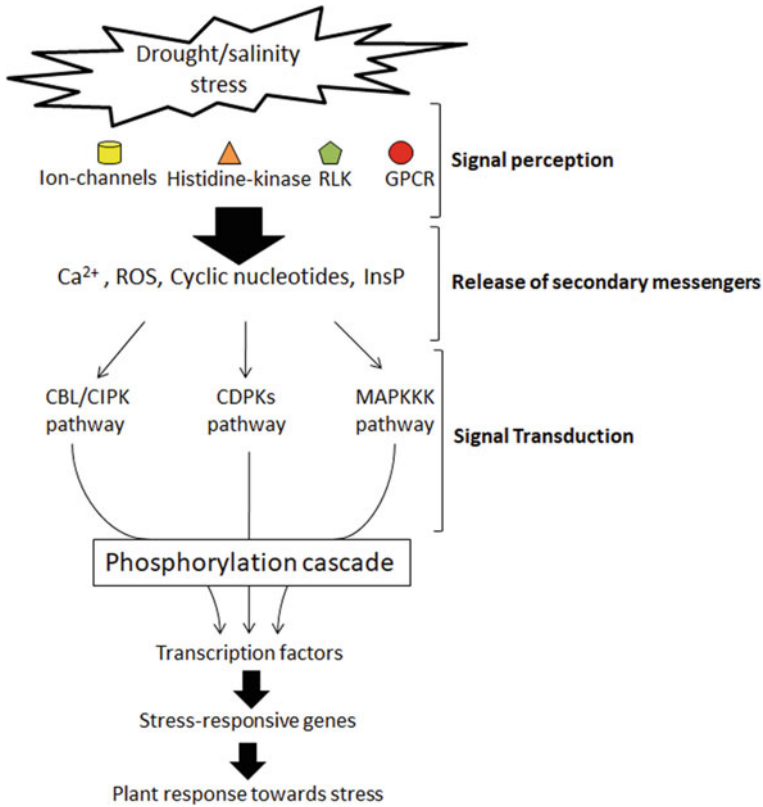 Drought/salinity
stress
Ion-channels Histidine-kinase RLK GPCR
Signal perception
Ca²⁺ , ROS, Cyclic nucleotides, InsP
Release of secondary messengers
CBL/CIPK
pathway
CDPKs
pathway
MAPKKK
pathway
Signal Transduction
Phosphorylation cascade
Transcription factors
Stress-responsive genes
Plant response towards stress